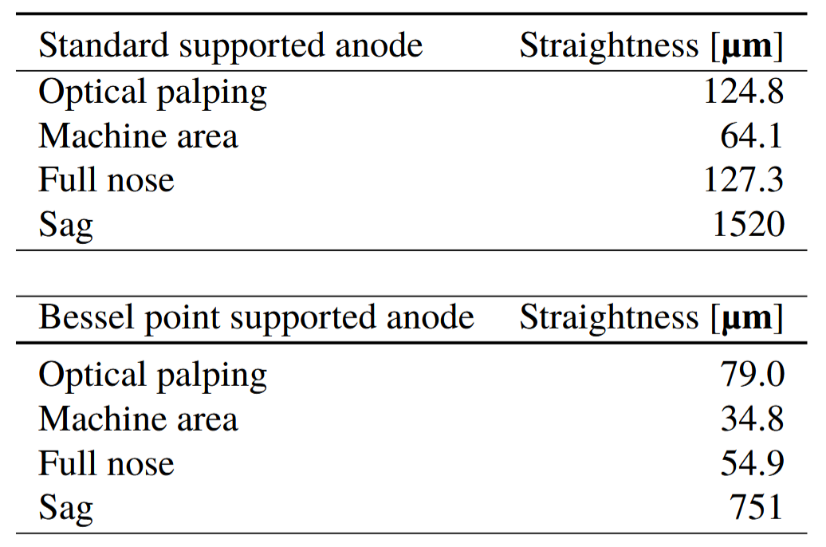 Standard supported anode Straightness [µm]
Optical palping 124.8
Machine area 64.1
Full nose 127.3
Sag 1520
Bessel point supported anode Straightness [µm]
Optical palping 79.0
Machine area 34.8
Full nose 54.9
Sag 751